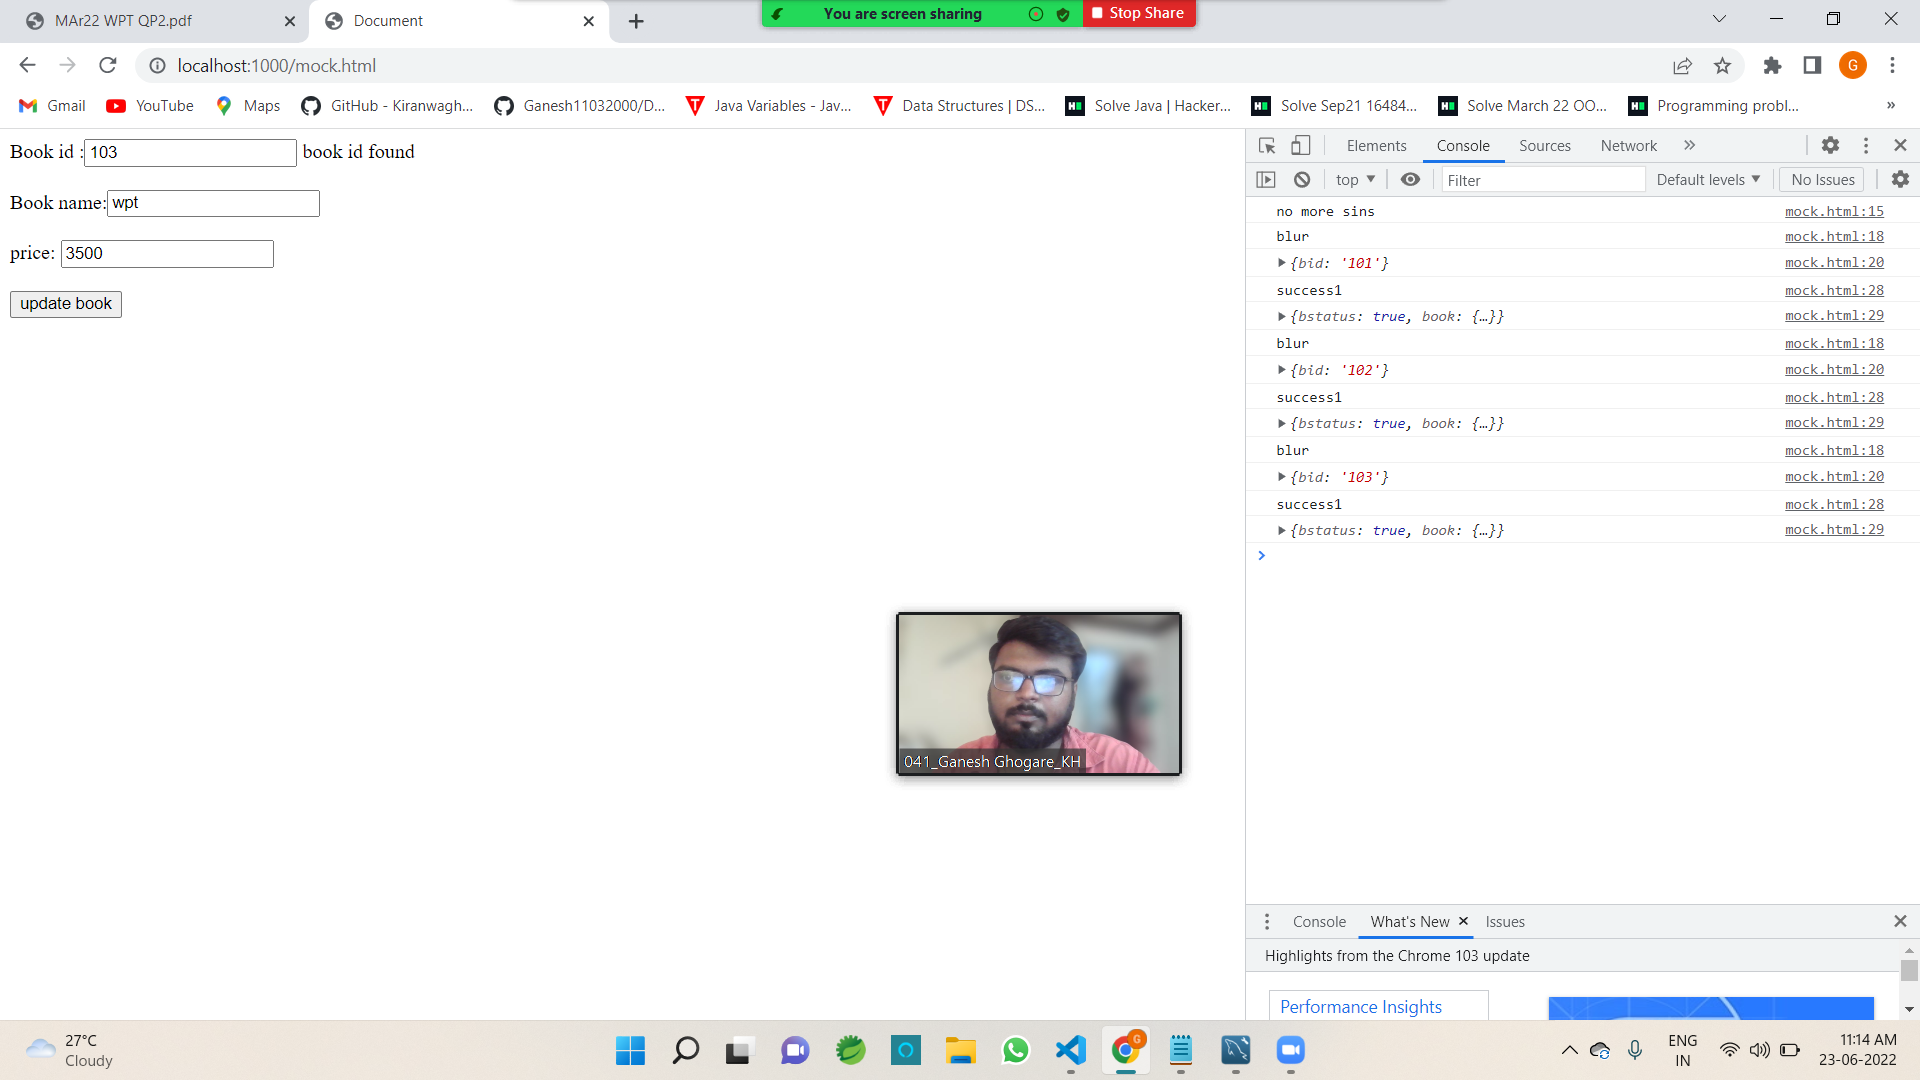 MAr22 WPT QP2.pdf
Document
You are screen sharing
Stop Share
localhost:1000/mock.html
G
Gmail
YouTube
Maps
GitHub - Kiranwagh...
Ganesh11032000/D...
Java Variables - Jav...
Data Structures | DS...
Solve Java | Hacker...
Solve Sep21 16484...
Solve March 22 OO...
Programming probl...
»
Book id :103 book id found
Book name:wpt
price: 3500
update book
Elements Console Sources Network »
top Filter Default levels No Issues
no more sins mock.html:15
blur mock.html:18
{bid: '101'} mock.html:20
success1 mock.html:28
{bstatus: true, book: {…}} mock.html:29
blur mock.html:18
{bid: '102'} mock.html:20
success1 mock.html:28
{bstatus: true, book: {…}} mock.html:29
blur mock.html:18
{bid: '103'} mock.html:20
success1 mock.html:28
{bstatus: true, book: {…}} mock.html:29
041_Ganesh Ghogare_KH
Console What's New Issues
Highlights from the Chrome 103 update
Performance Insights
27°C
Cloudy
G
ENG
IN
11:14 AM
23-06-2022